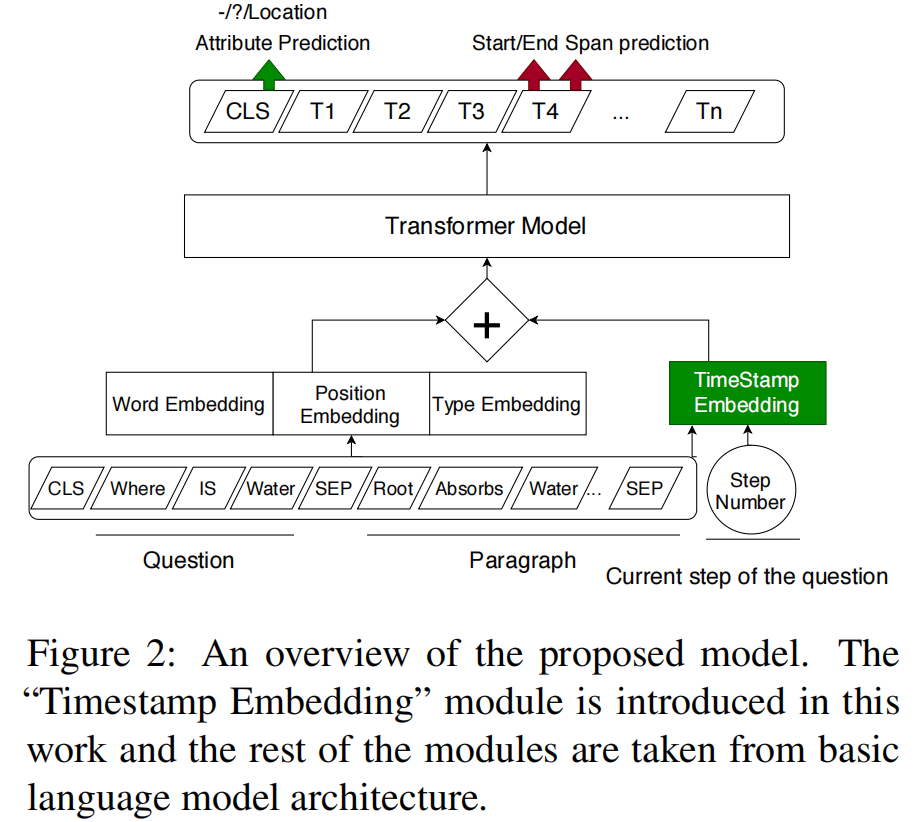 -/?/Location
Attribute Prediction
Start/End Span prediction
CLS T1 T2 T3 T4 ... Tn
Transformer Model
+
Word Embedding
Position
Embedding
Type Embedding
TimeStamp
Embedding
CLS Where IS Water SEP Root Absorbs Water ... SEP
Step
Number
Question
Paragraph
Current step of the question
Figure 2: An overview of the proposed model. The
“Timestamp Embedding” module is introduced in this
work and the rest of the modules are taken from basic
language model architecture.